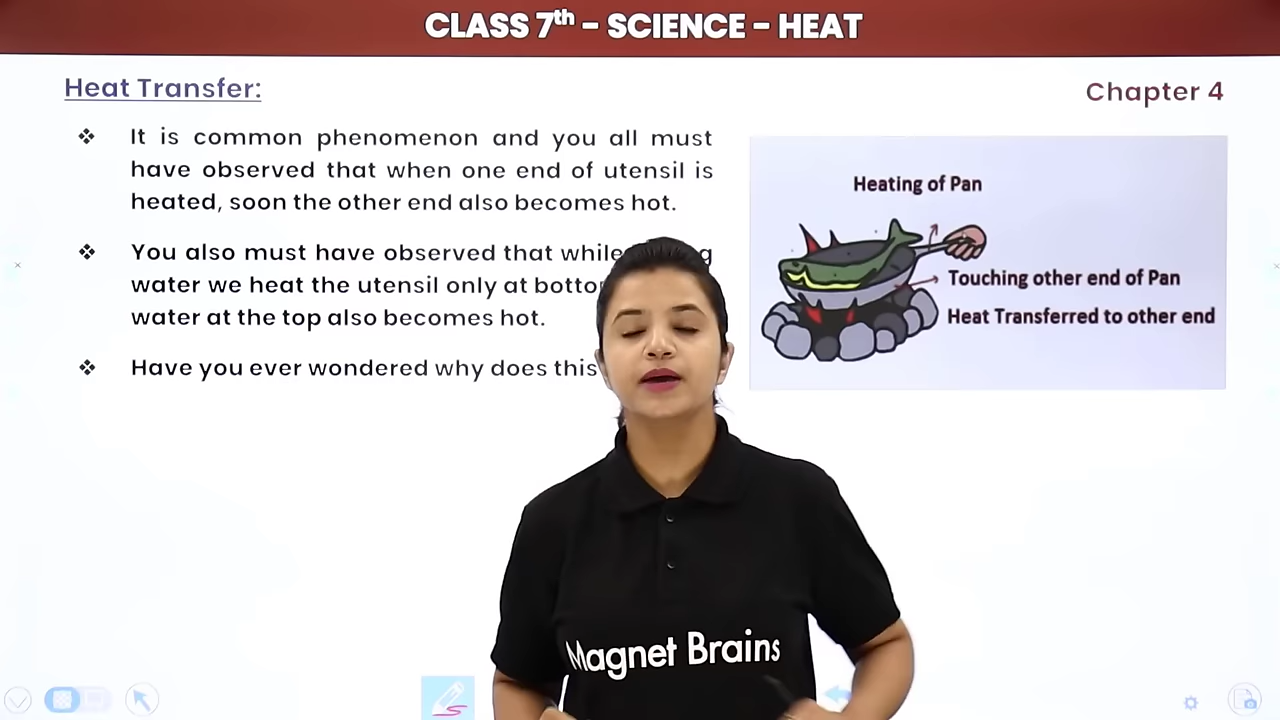 CLASS 7th – SCIENCE – HEAT
Heat Transfer:
Chapter 4
❖ It is common phenomenon and you all must
have observed that when one end of utensil is
heated, soon the other end also becomes hot.
❖ You also must have observed that while
water we heat the utensil only at
water at the top also becomes hot.
❖ Have you ever wondered why does this
Heating of Pan
Touching other end of Pan
Heat Transferred to other end
Magnet Brains